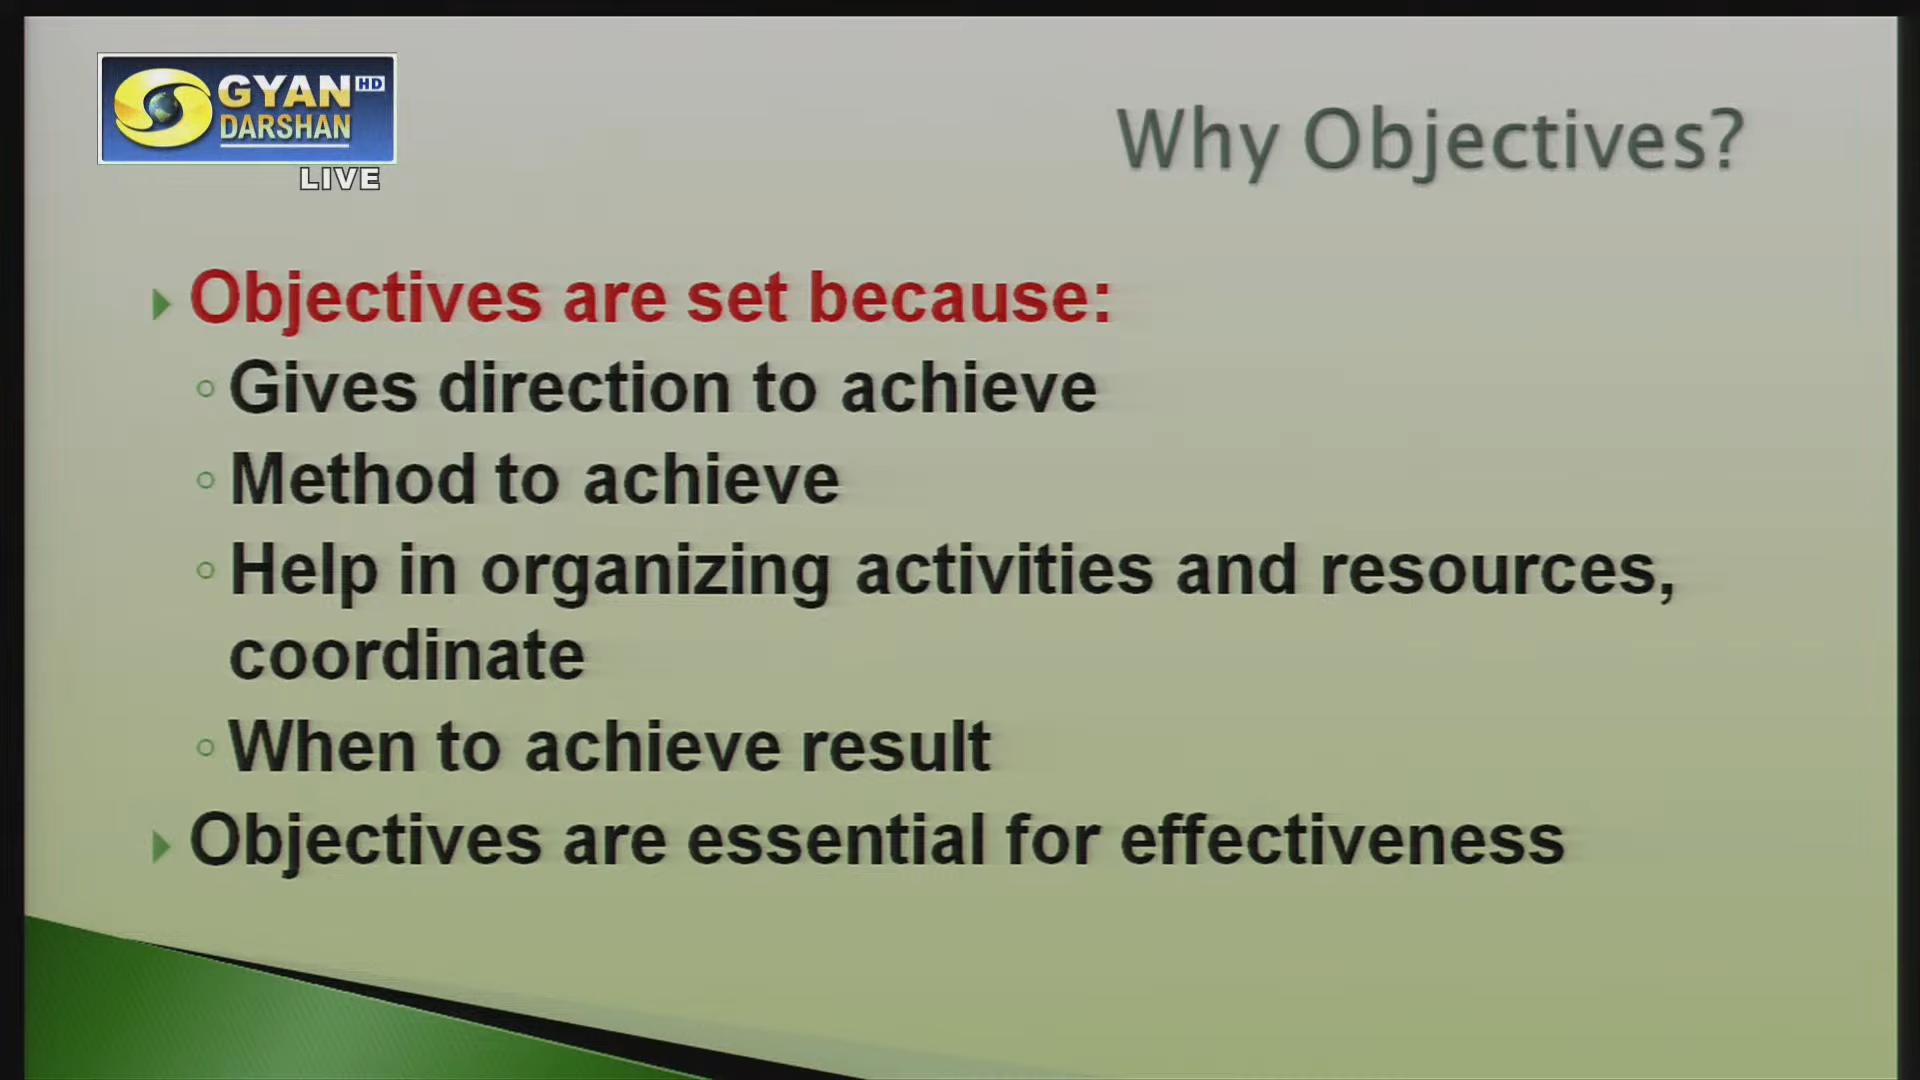 GYAN HD
DARSHAN
LIVE
Why Objectives?
Objectives are set because:
Gives direction to achieve
Method to achieve
Help in organizing activities and resources,
coordinate
When to achieve result
Objectives are essential for effectiveness